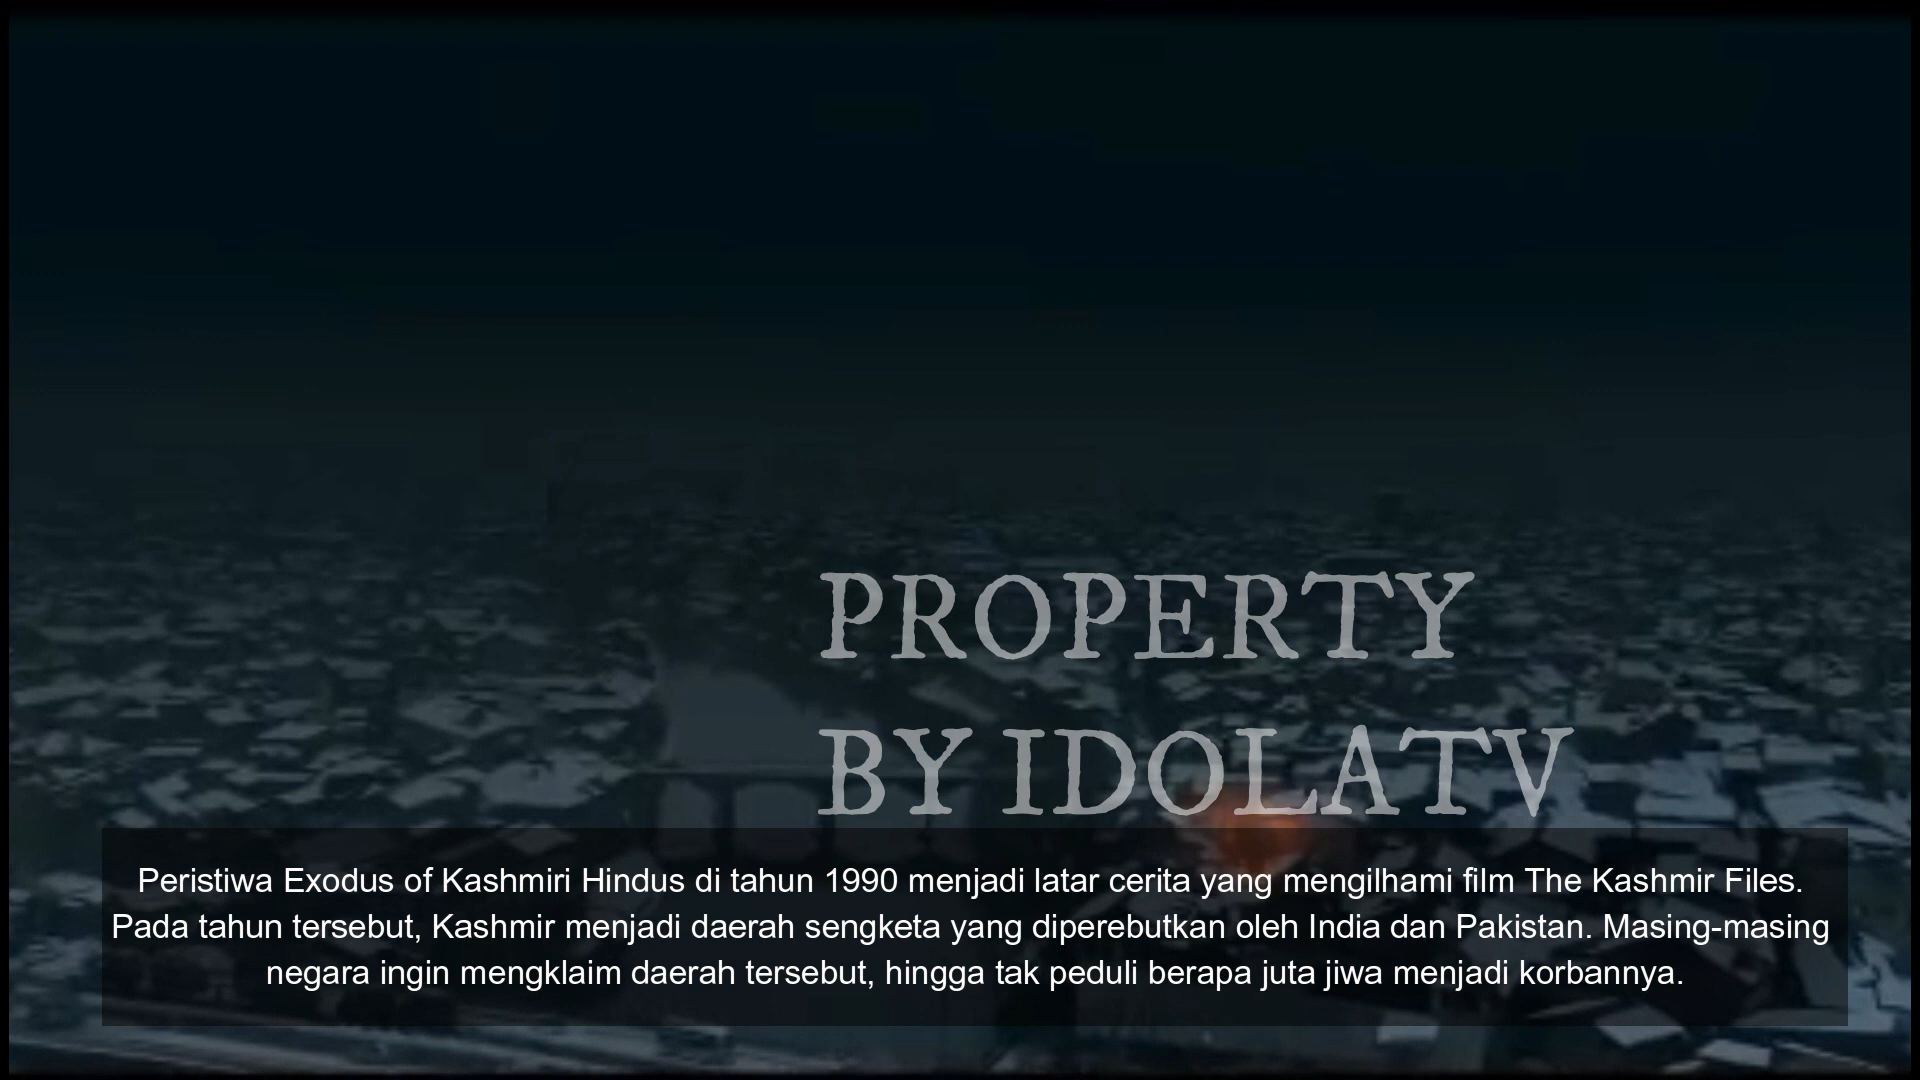 PROPERTY
BY IDOLATV
Peristiwa Exodus of Kashmiri Hindus di tahun 1990 menjadi latar cerita yang mengilhami film The Kashmir Files.
Pada tahun tersebut, Kashmir menjadi daerah sengketa yang diperebutkan oleh India dan Pakistan. Masing-masing
negara ingin mengklaim daerah tersebut, hingga tak peduli berapa juta jiwa menjadi korbannya.